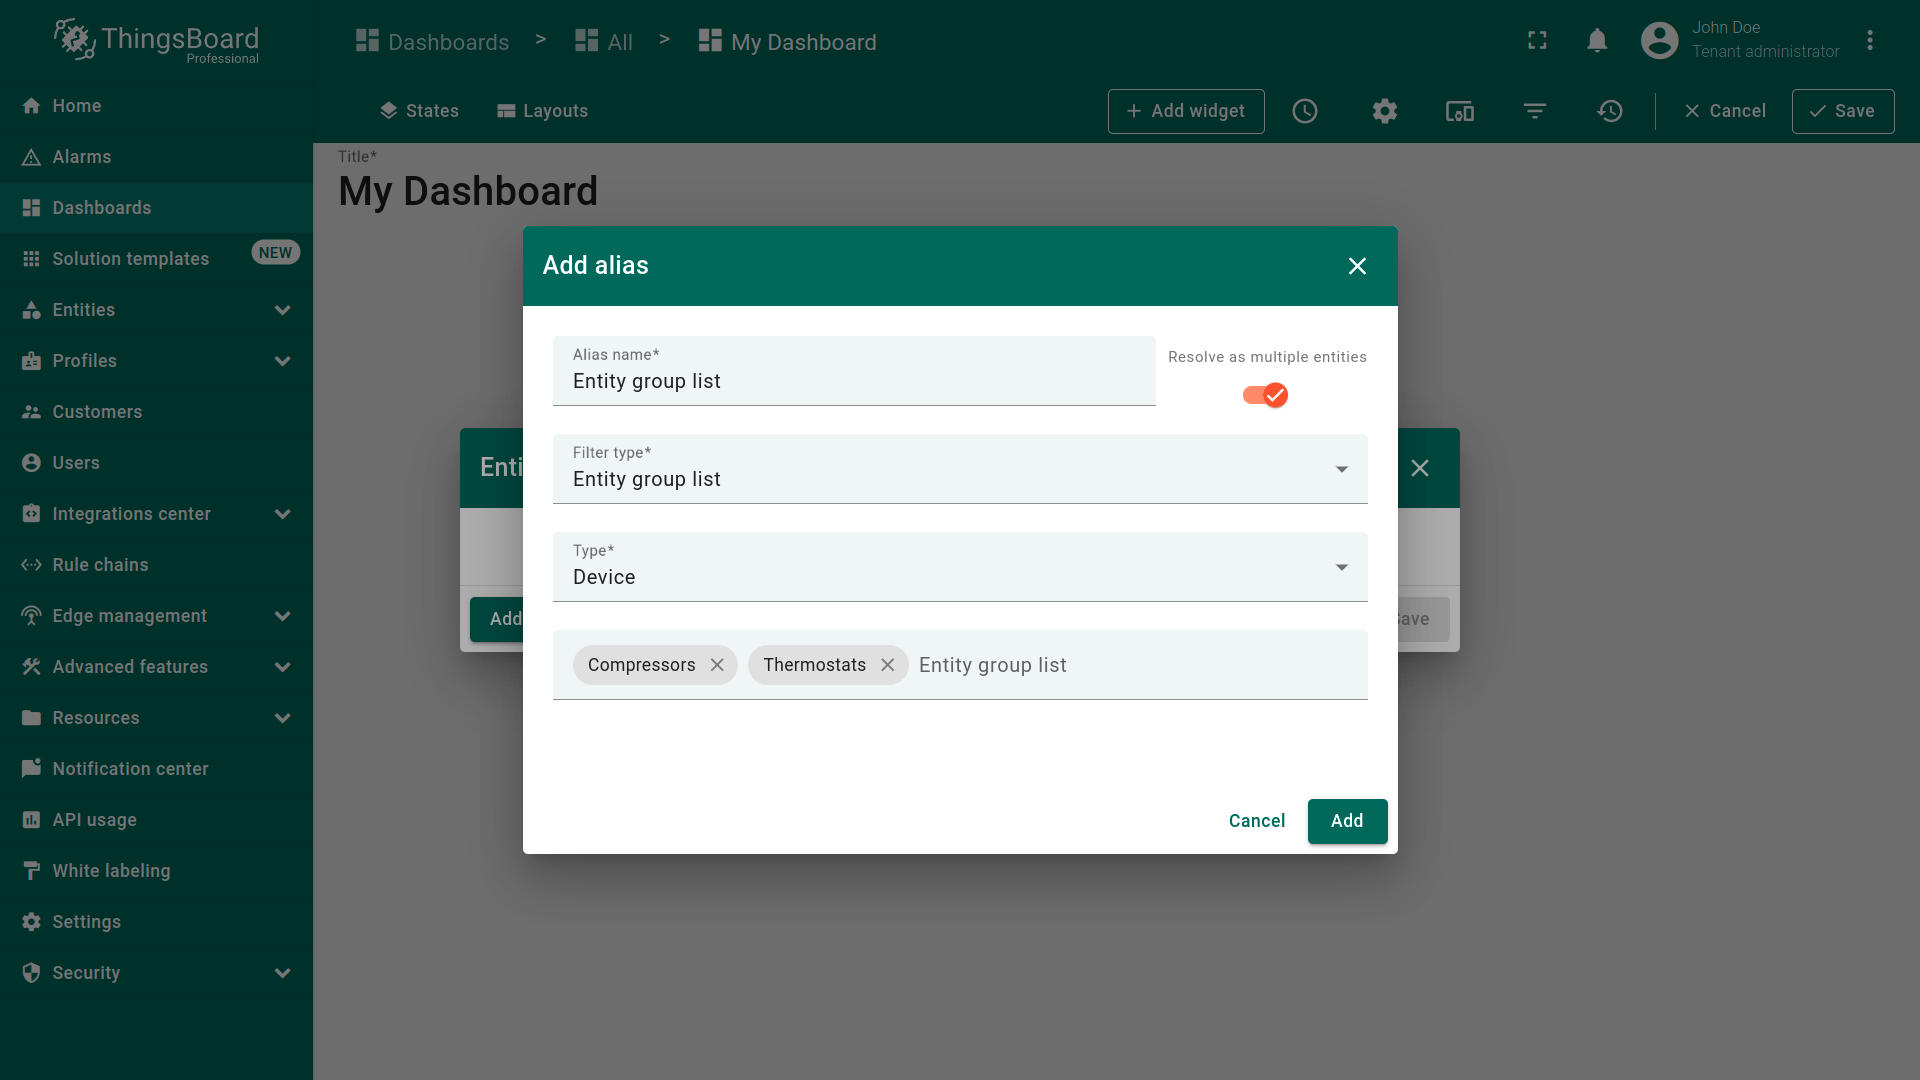 ThingsBoard
Professional
Dashboards > All > My Dashboard
John Doe
Tenant administrator
States
Layouts
+ Add widget
Cancel
Save
Home
Alarms
Dashboards
Solution templates
NEW
Entities
Profiles
Customers
Users
Integrations center
Rule chains
Edge management
Advanced features
Resources
Notification center
API usage
White labeling
Settings
Security
Title*
My Dashboard
Add alias
Alias name*
Entity group list
Resolve as multiple entities
Filter type*
Entity group list
Type*
Device
Compressors
Thermostats
Entity group list
Cancel
Add
Enti
Add
ave